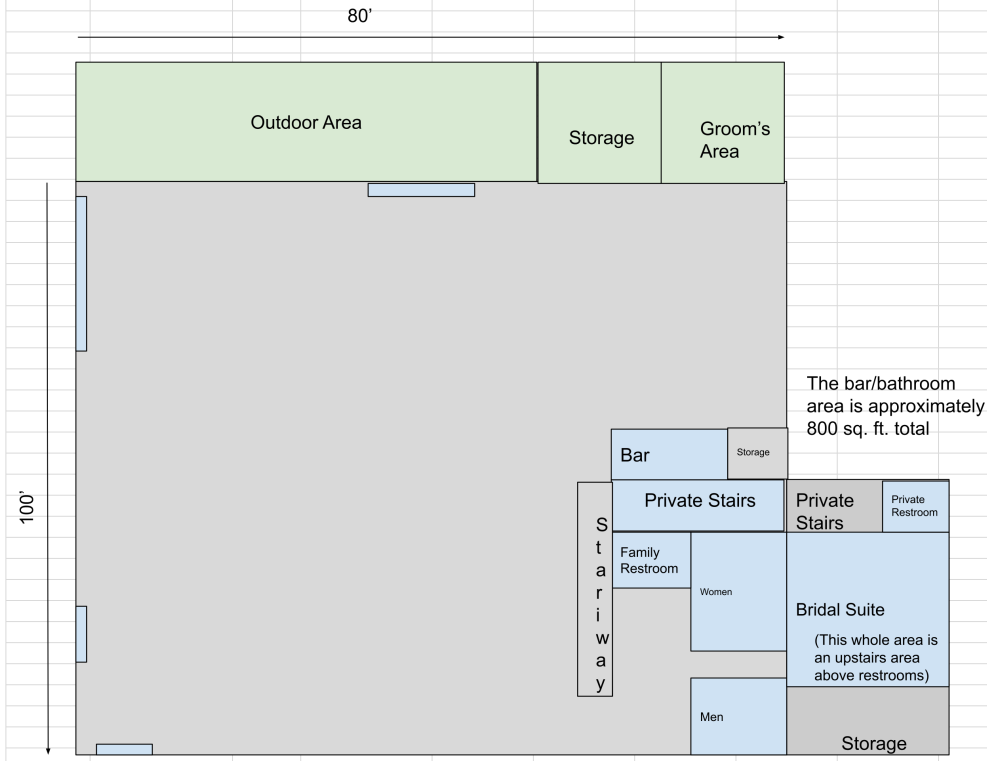 80’
Outdoor Area
Storage
Groom’s
Area
100’
The bar/bathroom
area is approximately
800 sq. ft. total
Bar
Storage
Private Stairs
Private
Stairs
Private
Restroom
Stariway
Family
Restroom
Women
Bridal Suite
(This whole area is
an upstairs area
above restrooms)
Men
Storage